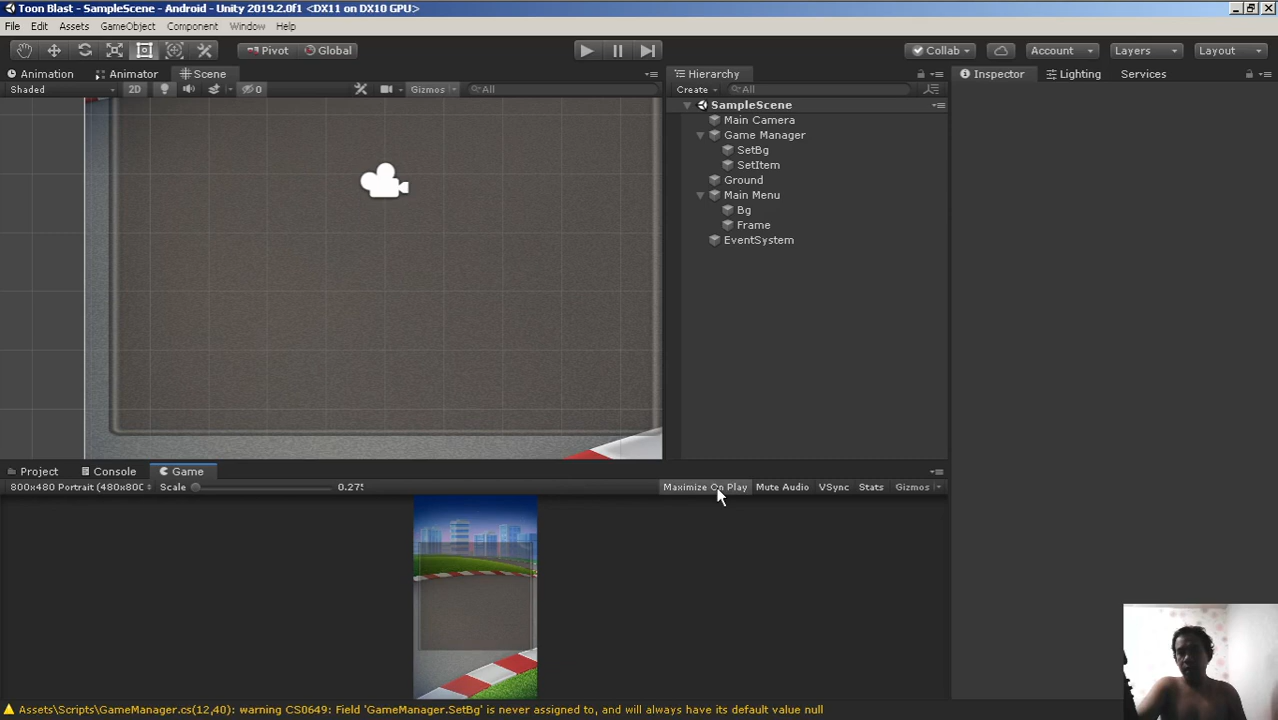 Toon Blast - SampleScene - Android - Unity 2019.2.0f1 <DX11 on DX10 GPU>
File Edit Assets GameObject Component Window Help
Pivot Global Collab Account Layers Layout
Animation Animator Scene Hierarchy Inspector Lighting Services
Shaded 2D 0 Gizmos All Create All
SampleScene
Main Camera
Game Manager
SetBg
SetItem
Ground
Main Menu
Bg
Frame
EventSystem
Project Console Game
800x480 Portrait (480x80C Scale 0.27! Maximize On Play Mute Audio VSync Stats Gizmos
Assets\Scripts\GameManager.cs(12,40): warning CS0649: Field 'GameManager.SetBg' is never assigned to, and will always have its default value null